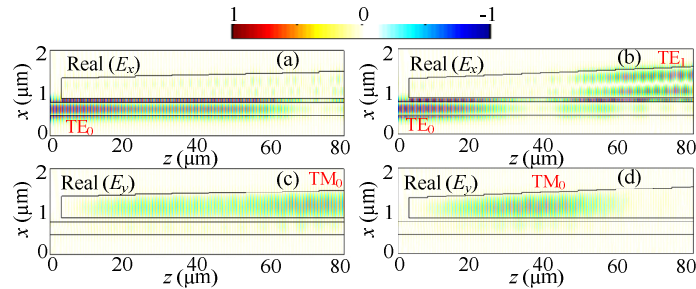 1 0 -1
2 Real (Ex) (a)
x (μm) 1
0 TE0
0 20 40 60 80
z (μm)
2 Real (Ex) (b) TE1
x (μm) 1
0 TE0
0 20 40 60 80
z (μm)
2 Real (Ey) (c) TM0
x (μm) 1
0
0 20 40 60 80
z (μm)
2 Real (Ey) TM0 (d)
x (μm) 1
0
0 20 40 60 80
z (μm)